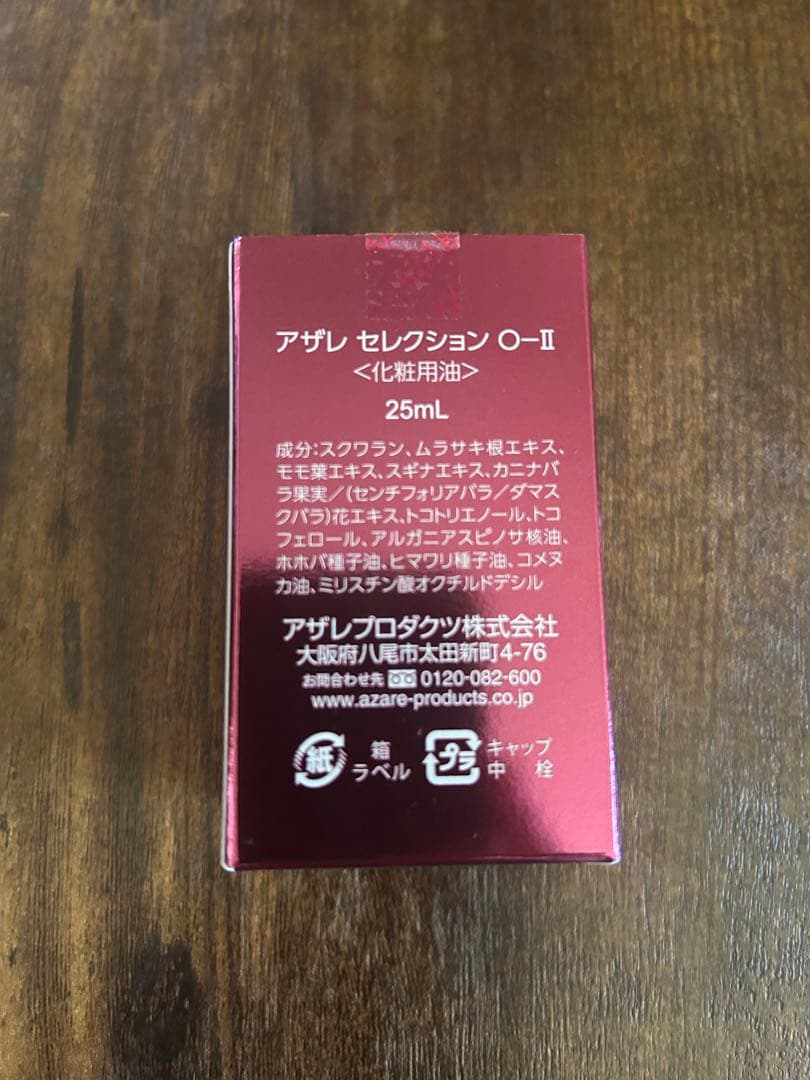 アザレ セレクション O-Ⅱ
<化粧用油>
25mL
成分:スクワラン、ムラサキ根エキス、
モモ葉エキス、スギナエキス、カニナバ
ラ果実/(センチフォリアバラ/ダマス
クバラ)花エキス、トコトリエノール、トコ
フェロール、アルガニアスピノサ核油、
ホホバ種子油、ヒマワリ種子油、コメヌ
カ油、ミリスチン酸オクチルドデシル
アザレプロダクツ株式会社
大阪府八尾市太田新町4-76
お問合わせ先 0120-082-600
www.azare-products.co.jp
紙 箱 プラ キャップ
ラベル 中 栓